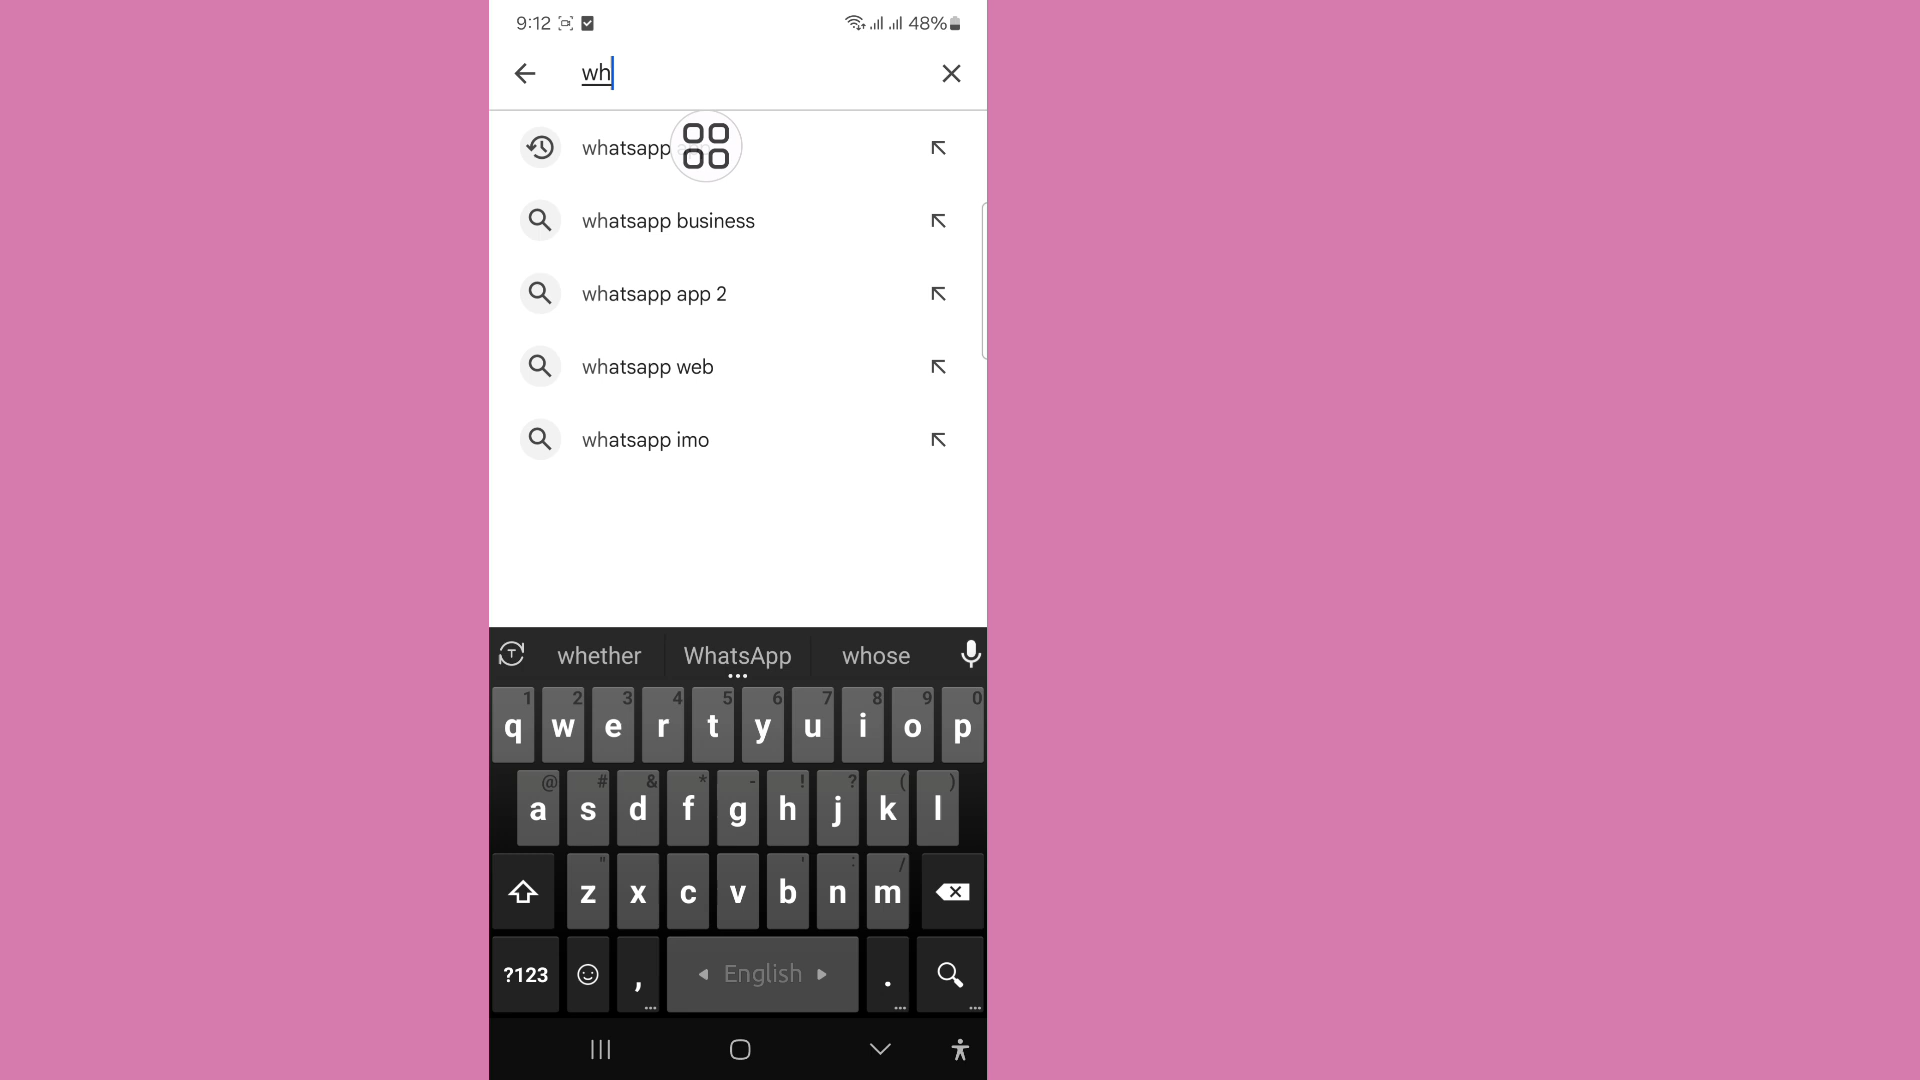 9:12 48%
wh
whatsapp
whatsapp business
whatsapp app 2
whatsapp web
whatsapp imo
whether WhatsApp whose
1 2 3 4 5 6 7 8 9 0
q w e r t y u i o p
@ # & * - ! ? ( )
a s d f g h j k l
" ' : /
z x c v b n m
?123 , English .